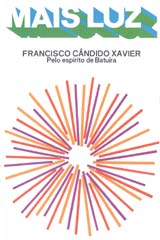 MAIS LUZ
FRANCISCO CÂNDIDO XAVIER
Pelo espírito de Batuíra